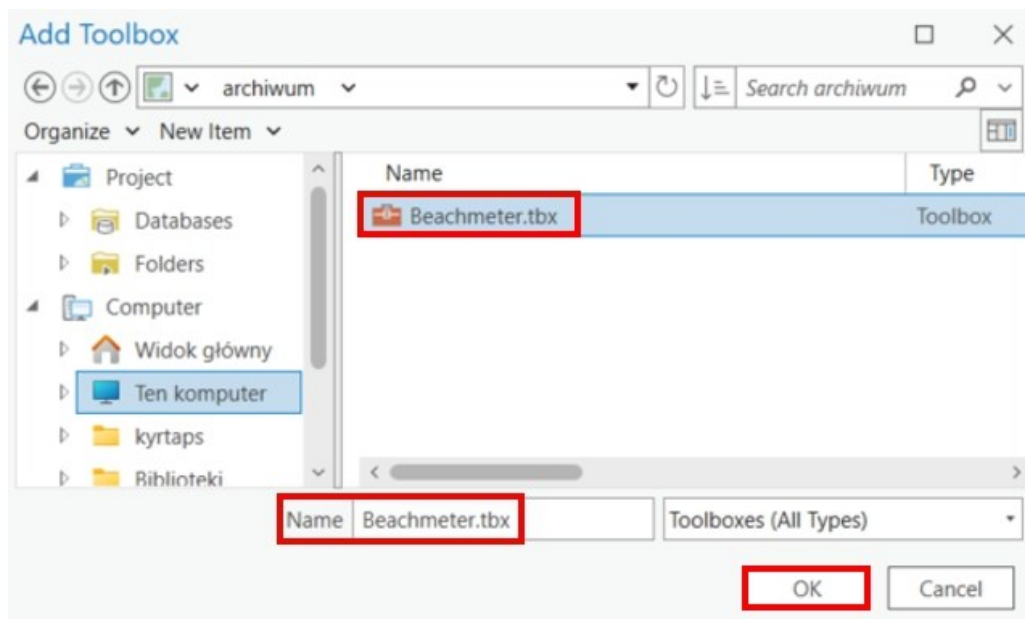 Add Toolbox
archiwum
Search archiwum
Organize
New Item
Project
Databases
Folders
Computer
Widok główny
Ten komputer
kyrtaps
Biblioteki
Name
Type
Beachmeter.tbx
Toolbox
Name
Beachmeter.tbx
Toolboxes (All Types)
OK
Cancel